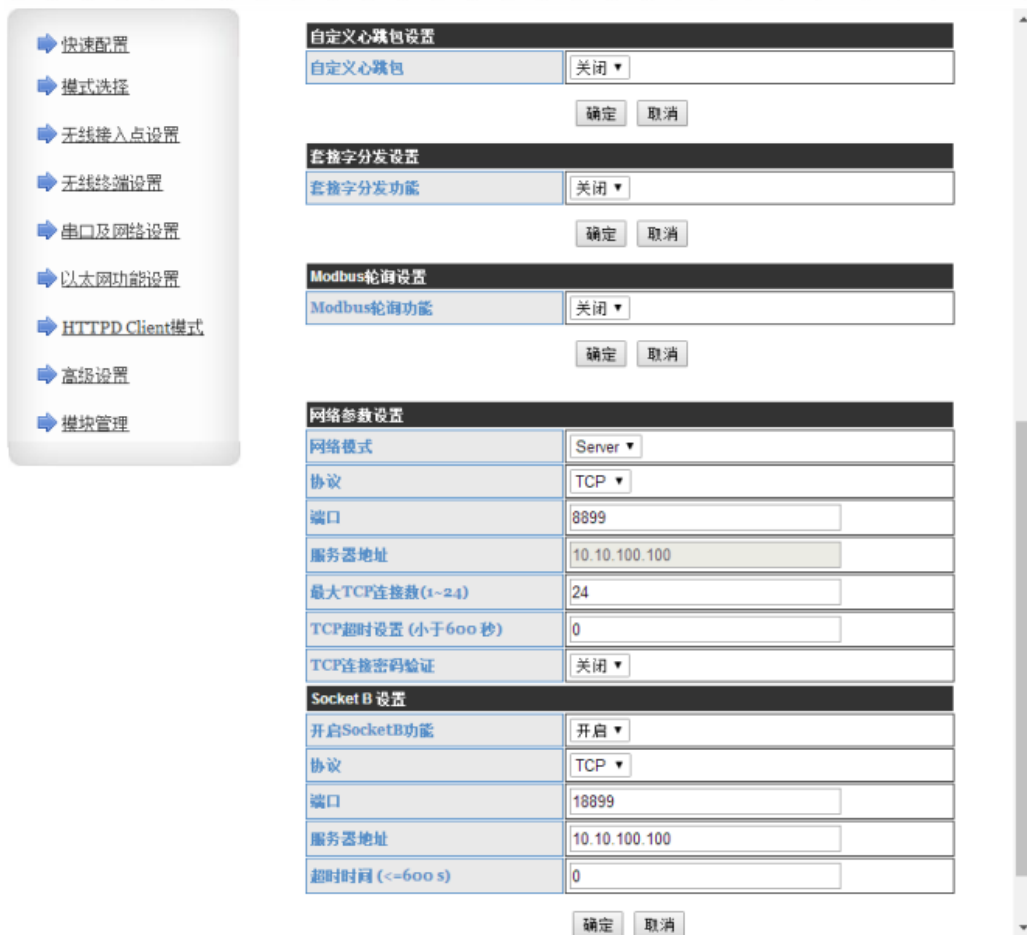 快速配置
模式选择
无线接入点设置
无线终端设置
串口及网络设置
以太网功能设置
HTTPD Client模式
高级设置
模块管理
自定义心跳包设置
自定义心跳包 关闭
确定 取消
套接字分发设置
套接字分发功能 关闭
确定 取消
Modbus轮询设置
Modbus轮询功能 关闭
确定 取消
网络参数设置
网络模式 Server
协议 TCP
端口 8899
服务器地址 10.10.100.100
最大TCP连接数(1~24) 24
TCP超时设置 (小于600 秒) 0
TCP连接密码验证 关闭
Socket B 设置
开启SocketB功能 开启
协议 TCP
端口 18899
服务器地址 10.10.100.100
超时时间 (<=600 s) 0
确定 取消